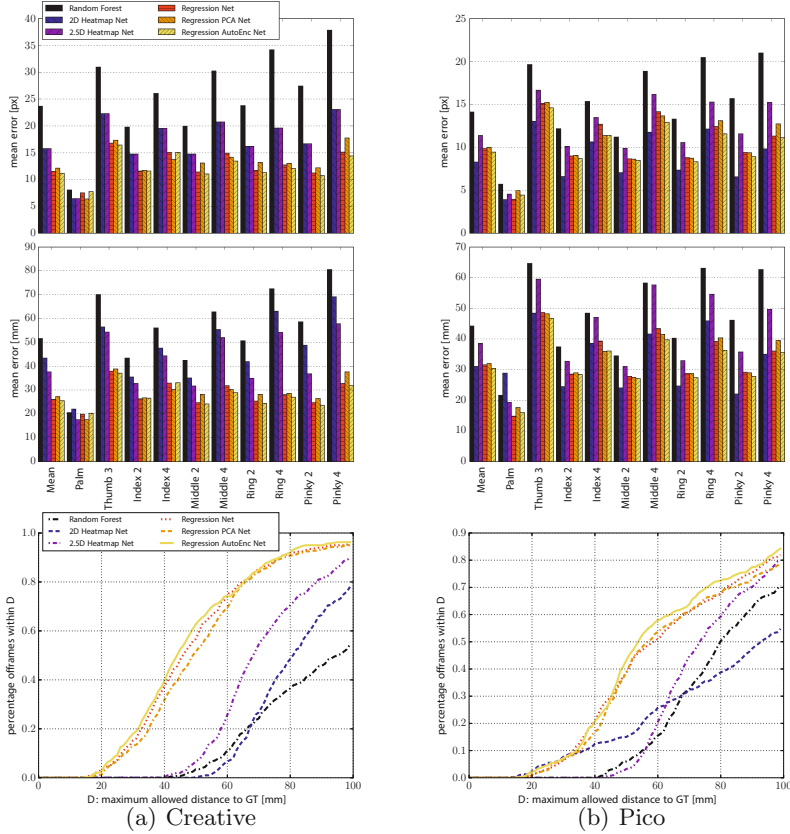 Random Forest
2D Heatmap Net
2.5D Heatmap Net
Regression Net
Regression PCA Net
Regression AutoEnc Net
mean error [px]
40
35
30
25
20
15
10
5
0
mean error [px]
25
20
15
10
5
0
mean error [mm]
90
80
70
60
50
40
30
20
10
0
Mean
Palm
Thumb 3
Index 2
Index 4
Middle 2
Middle 4
Ring 2
Ring 4
Pinky 2
Pinky 4
mean error [mm]
70
60
50
40
30
20
10
0
Mean
Palm
Thumb 3
Index 2
Index 4
Middle 2
Middle 4
Ring 2
Ring 4
Pinky 2
Pinky 4
Random Forest
2D Heatmap Net
2.5D Heatmap Net
Regression Net
Regression PCA Net
Regression AutoEnc Net
percentage offrames within D
1.0
0.8
0.6
0.4
0.2
0.0
0 20 40 60 80 100
D: maximum allowed distance to GT [mm]
percentage offrames within D
0.9
0.8
0.7
0.6
0.5
0.4
0.3
0.2
0.1
0.0
0 20 40 60 80 100
D: maximum allowed distance to GT [mm]
(a) Creative
(b) Pico